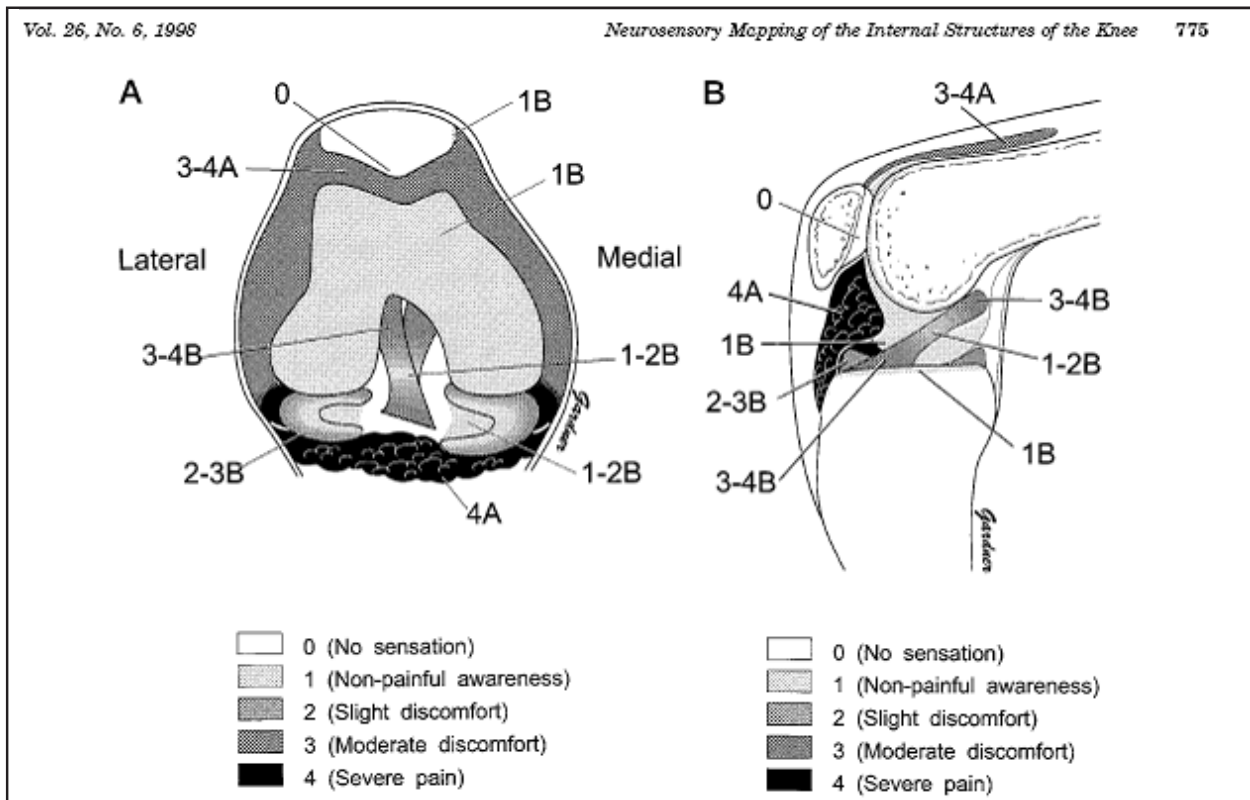 Vol. 26, No. 6, 1998
Neurosensory Mapping of the Internal Structures of the Knee 775
A
0
1B
3-4A
1B
Lateral
Medial
3-4B
1-2B
2-3B
1-2B
4A
Gardner
0 (No sensation)
1 (Non-painful awareness)
2 (Slight discomfort)
3 (Moderate discomfort)
4 (Severe pain)
B
3-4A
0
4A
3-4B
1B
1-2B
2-3B
3-4B
1B
Gardner
0 (No sensation)
1 (Non-painful awareness)
2 (Slight discomfort)
3 (Moderate discomfort)
4 (Severe pain)